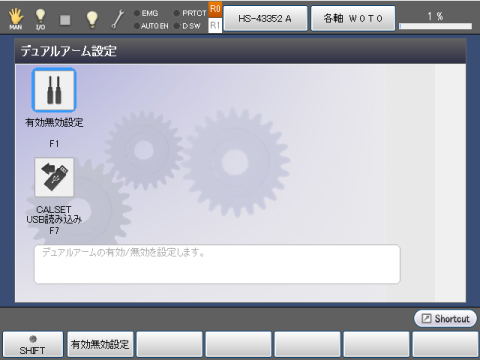 MAN
I/O
EMG
AUTOEN
PRTCT
DSW
R0
R1
HS-43352 A
各軸 W0T0
1 %
デュアルアーム設定
有効無効設定
F1
CALSET
USB読み込み
F7
デュアルアームの有効/無効を設定します。
Shortcut
SHIFT
有効無効設定